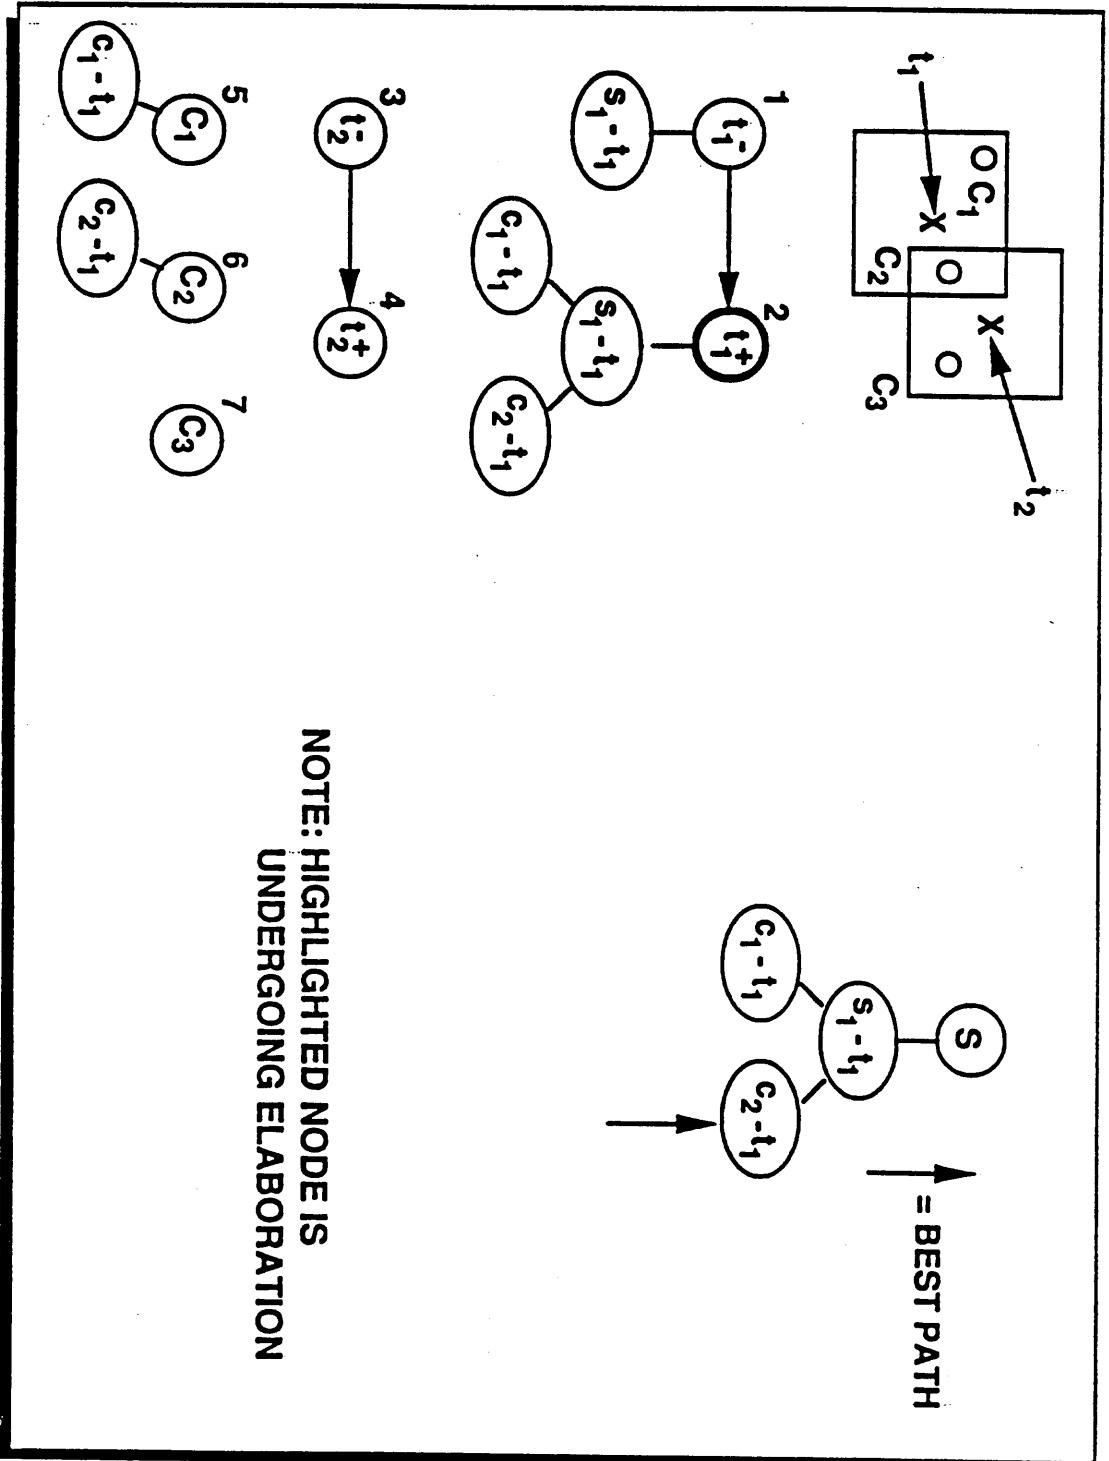 t₁
C₁
X
C₂
X
C₃
t₂
1
t₁⁻
2
t₁⁺
s₁-t₁
s₁-t₁
c₁-t₁
c₂-t₁
3
t₂⁻
4
t₂⁺
5
C₁
6
C₂
7
C₃
c₁-t₁
c₂-t₁
= BEST PATH
S
s₁-t₁
c₁-t₁
c₂-t₁
NOTE: HIGHLIGHTED NODE IS
UNDERGOING ELABORATION